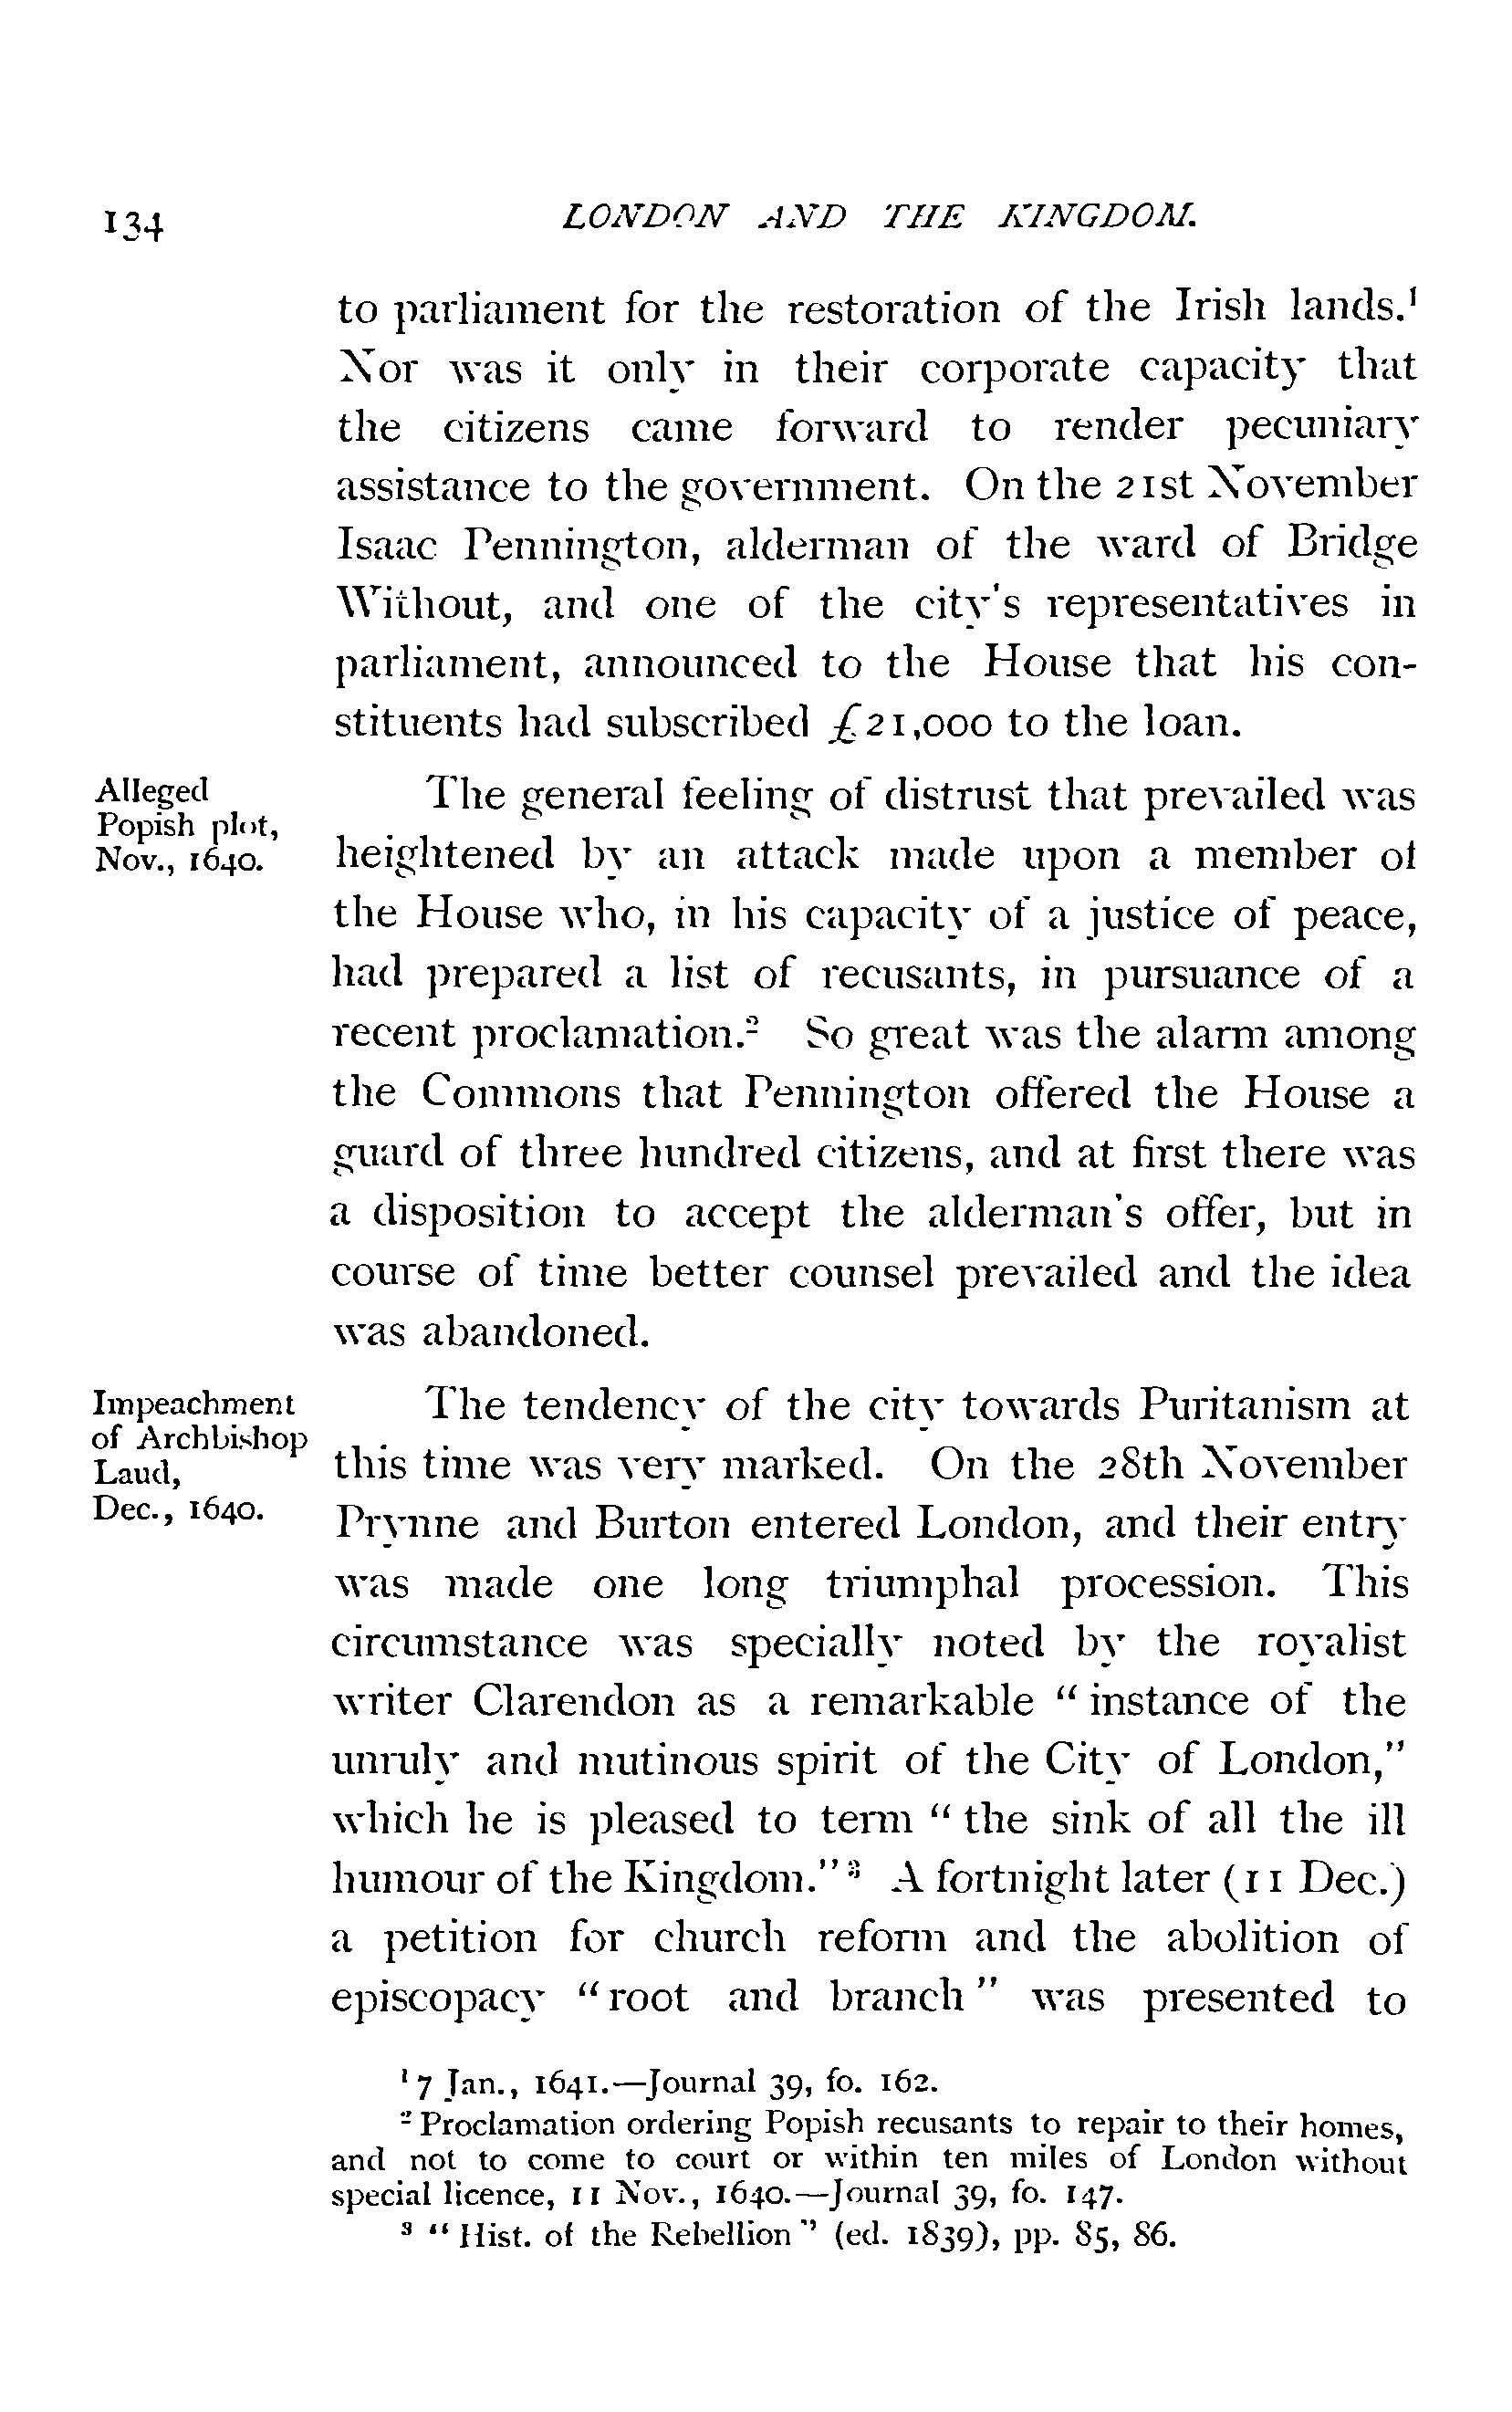 134
LONDON AND THE KINGDOM.
to parliament for the restoration of the Irish lands.¹
Nor was it only in their corporate capacity that
the citizens came forward to render pecuniary
assistance to the government. On the 21st November
Isaac Pennington, alderman of the ward of Bridge
Without, and one of the city's representatives in
parliament, announced to the House that his con-
stituents had subscribed £21,000 to the loan.
Alleged
Popish plot,
Nov., 1640.
The general feeling of distrust that prevailed was
heightened by an attack made upon a member of
the House who, in his capacity of a justice of peace,
had prepared a list of recusants, in pursuance of a
recent proclamation.² So great was the alarm among
the Commons that Pennington offered the House a
guard of three hundred citizens, and at first there was
a disposition to accept the alderman's offer, but in
course of time better counsel prevailed and the idea
was abandoned.
Impeachment
of Archbishop
Laud,
Dec., 1640.
The tendency of the city towards Puritanism at
this time was very marked. On the 28th November
Prynne and Burton entered London, and their entry
was made one long triumphal procession. This
circumstance was specially noted by the royalist
writer Clarendon as a remarkable “instance of the
unruly and mutinous spirit of the City of London,”
which he is pleased to term “the sink of all the ill
humour of the Kingdom.”³ A fortnight later (11 Dec.)
a petition for church reform and the abolition of
episcopacy “root and branch” was presented to
¹ 7 Jan., 1641.—Journal 39, fo. 162.
² Proclamation ordering Popish recusants to repair to their homes,
and not to come to court or within ten miles of London without
special licence, 11 Nov., 1640.—Journal 39, fo. 147.
³ “Hist. of the Rebellion” (ed. 1839), pp. 85, 86.